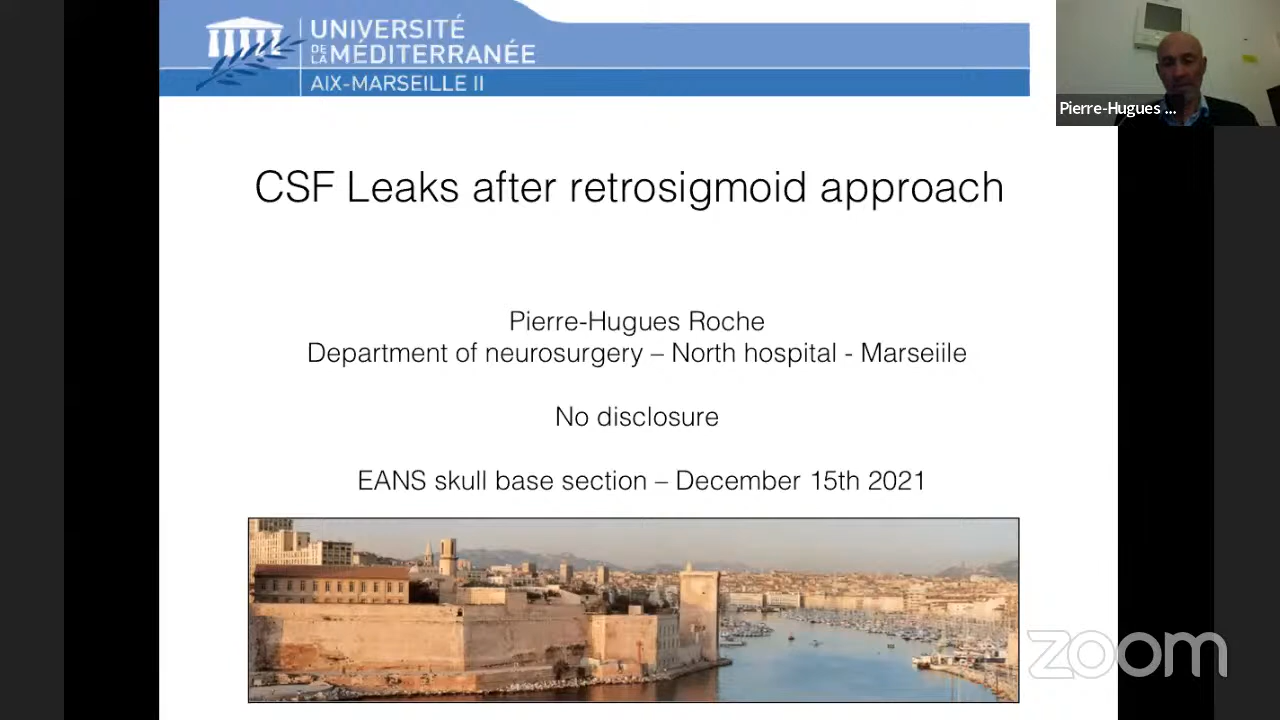 UNIVERSITÉ
DE LA MÉDITERRANÉE
AIX-MARSEILLE II
Pierre-Hugues ...
CSF Leaks after retrosigmoid approach
Pierre-Hugues Roche
Department of neurosurgery – North hospital - Marseiile
No disclosure
EANS skull base section – December 15th 2021
zoom